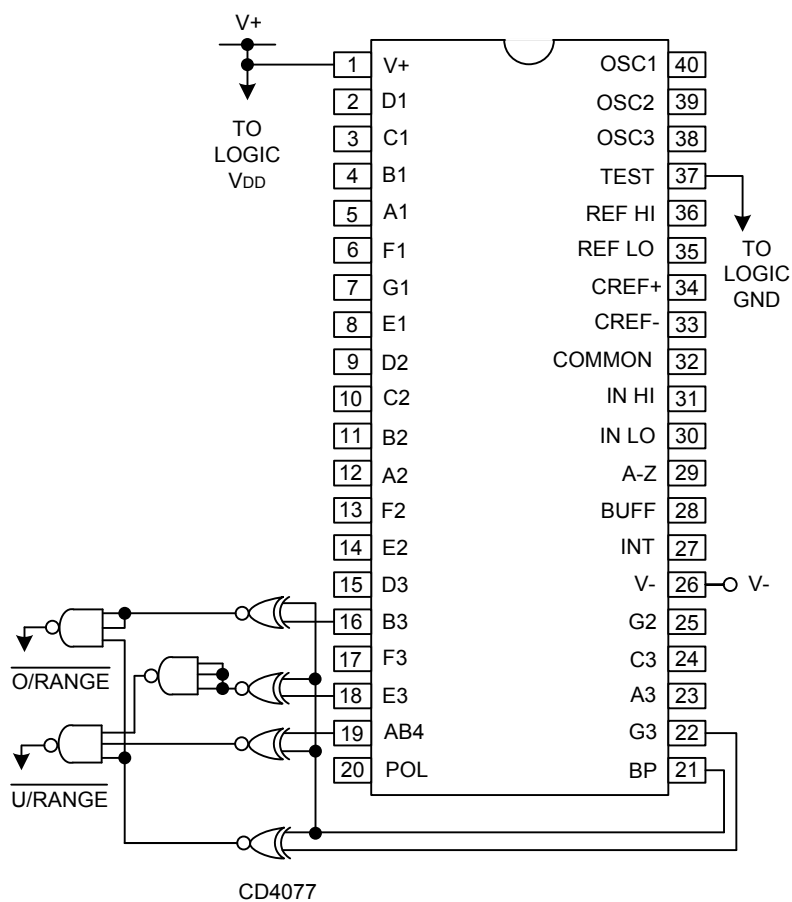 V+
TO
LOGIC
VDD
1 V+ OSC1 40
2 D1 OSC2 39
3 C1 OSC3 38
4 B1 TEST 37
5 A1 REF HI 36
6 F1 REF LO 35
7 G1 CREF+ 34
8 E1 CREF- 33
9 D2 COMMON 32
10 C2 IN HI 31
11 B2 IN LO 30
12 A2 A-Z 29
13 F2 BUFF 28
14 E2 INT 27
15 D3 V- 26 V-
16 B3 G2 25
17 F3 C3 24
18 E3 A3 23
19 AB4 G3 22
20 POL BP 21
TO
LOGIC
GND
O/RANGE
U/RANGE
CD4077